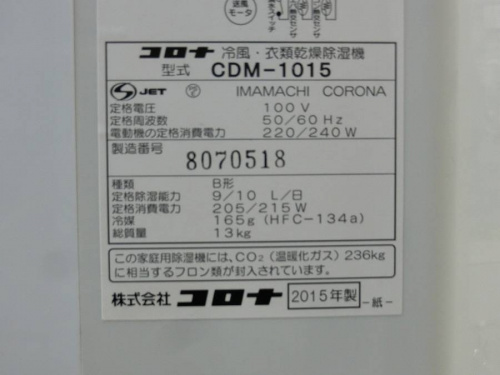 送風
モータ
コロナ 冷風・衣類乾燥除湿機
型式 CDM-1015
JET IMAMACHI CORONA
定格電圧 100V
定格周波数 50/60Hz
電動機の定格消費電力 220/240W
製造番号 8070518
種類 B形
定格除湿能力 9/10 L/日
定格消費電力 205/215W
冷媒 165g(HFC-134a)
総質量 13kg
この家庭用除湿機には、CO₂(温暖化ガス)236kg
に相当するフロン類が封入されています。
株式会社 コロナ 2015年製 -紙-